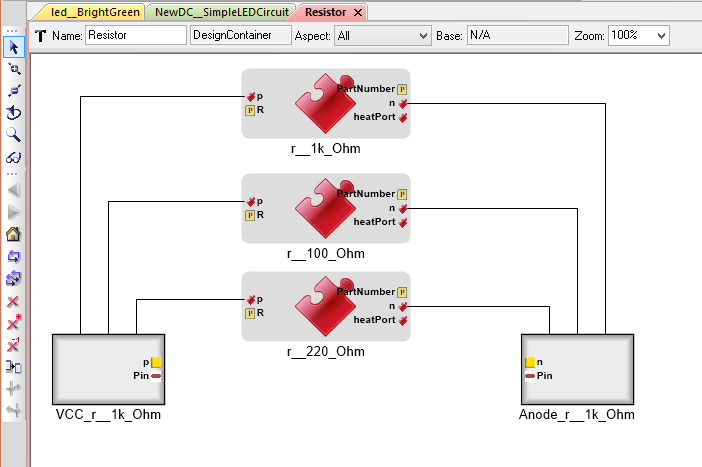 led__BrightGreen NewDC__SimpleLEDCircuit Resistor
Name: Resistor DesignContainer Aspect: All Base: N/A Zoom: 100%
PartNumber P
p n
P R heatPort
r__1k_Ohm
PartNumber P
p n
P R heatPort
r__100_Ohm
PartNumber P
p n
P R heatPort
r__220_Ohm
p
Pin
VCC_r__1k_Ohm
n
Pin
Anode_r__1k_Ohm